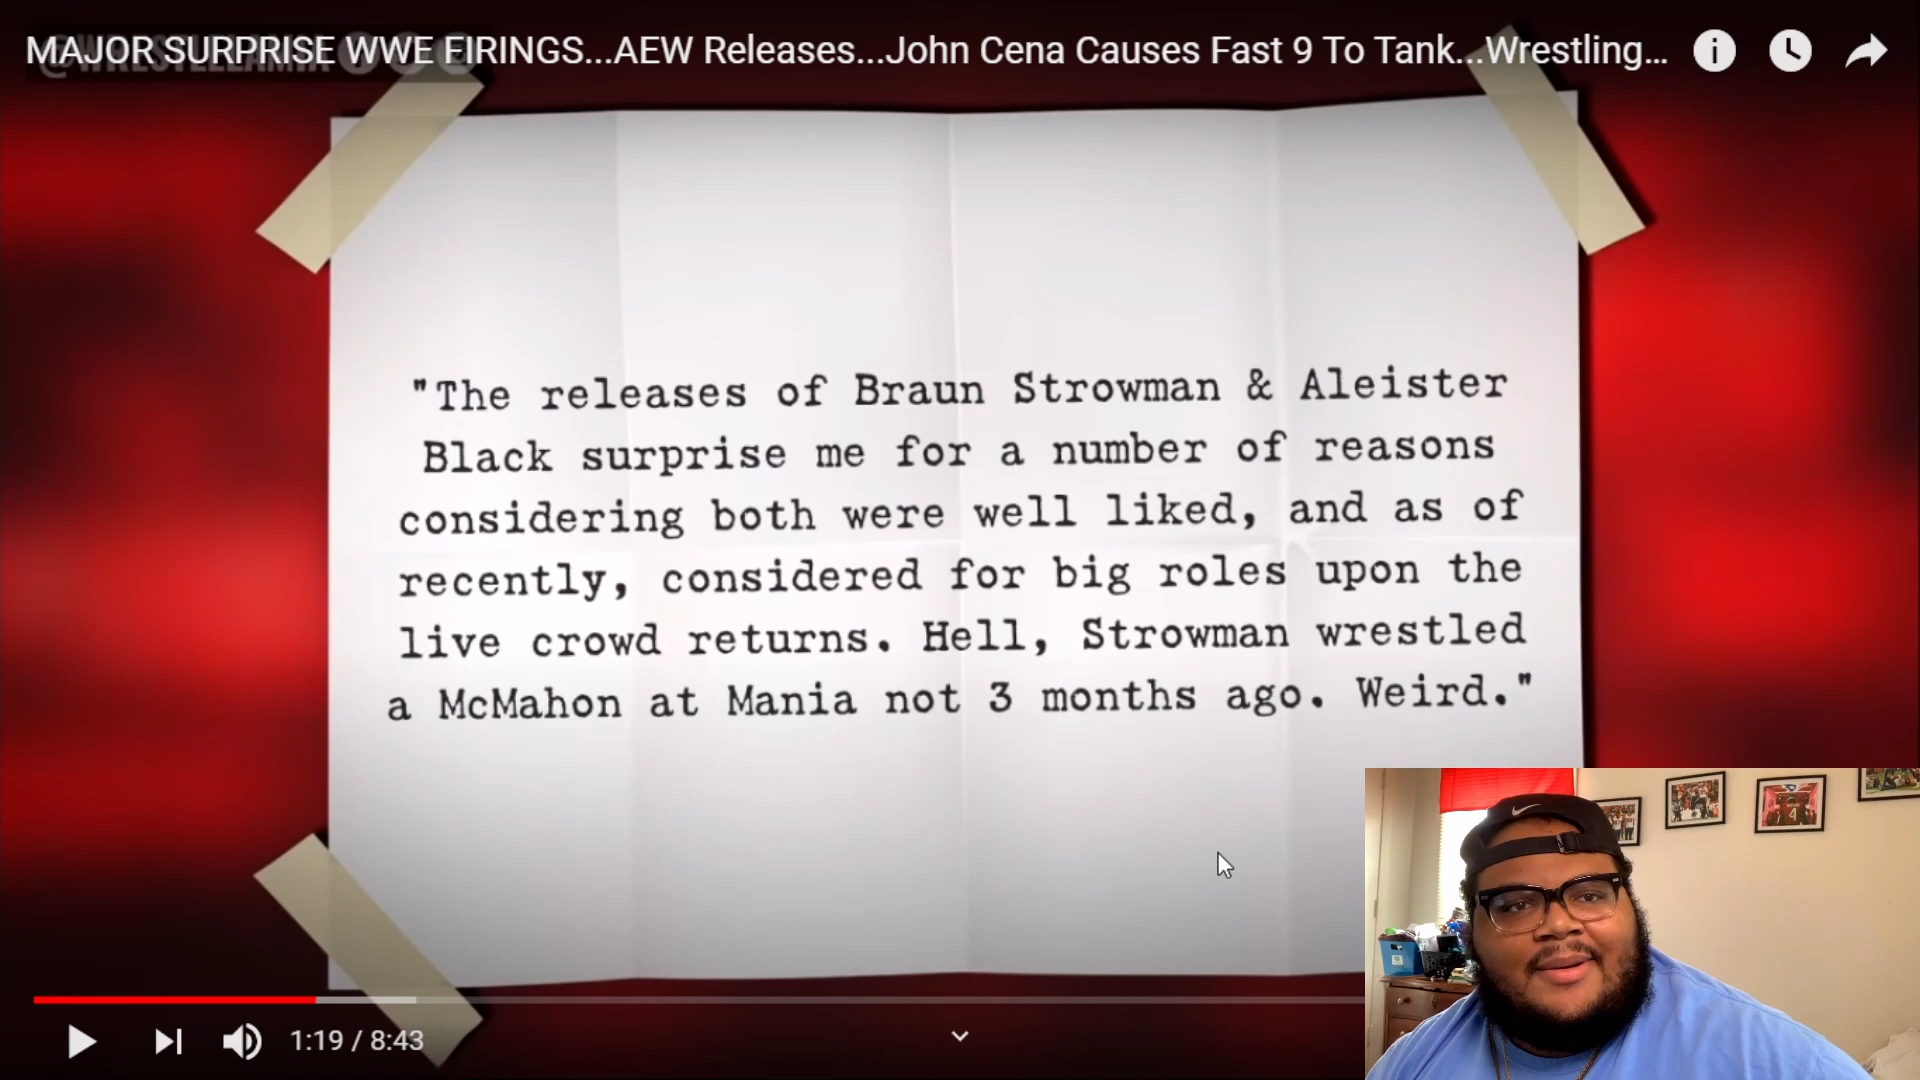 MAJOR SURPRISE WWE FIRINGS...AEW Releases...John Cena Causes Fast 9 To Tank...Wrestling...
"The releases of Braun Strowman & Aleister
Black surprise me for a number of reasons
considering both were well liked, and as of
recently, considered for big roles upon the
live crowd returns. Hell, Strowman wrestled
a McMahon at Mania not 3 months ago. Weird."
1:19 / 8:43